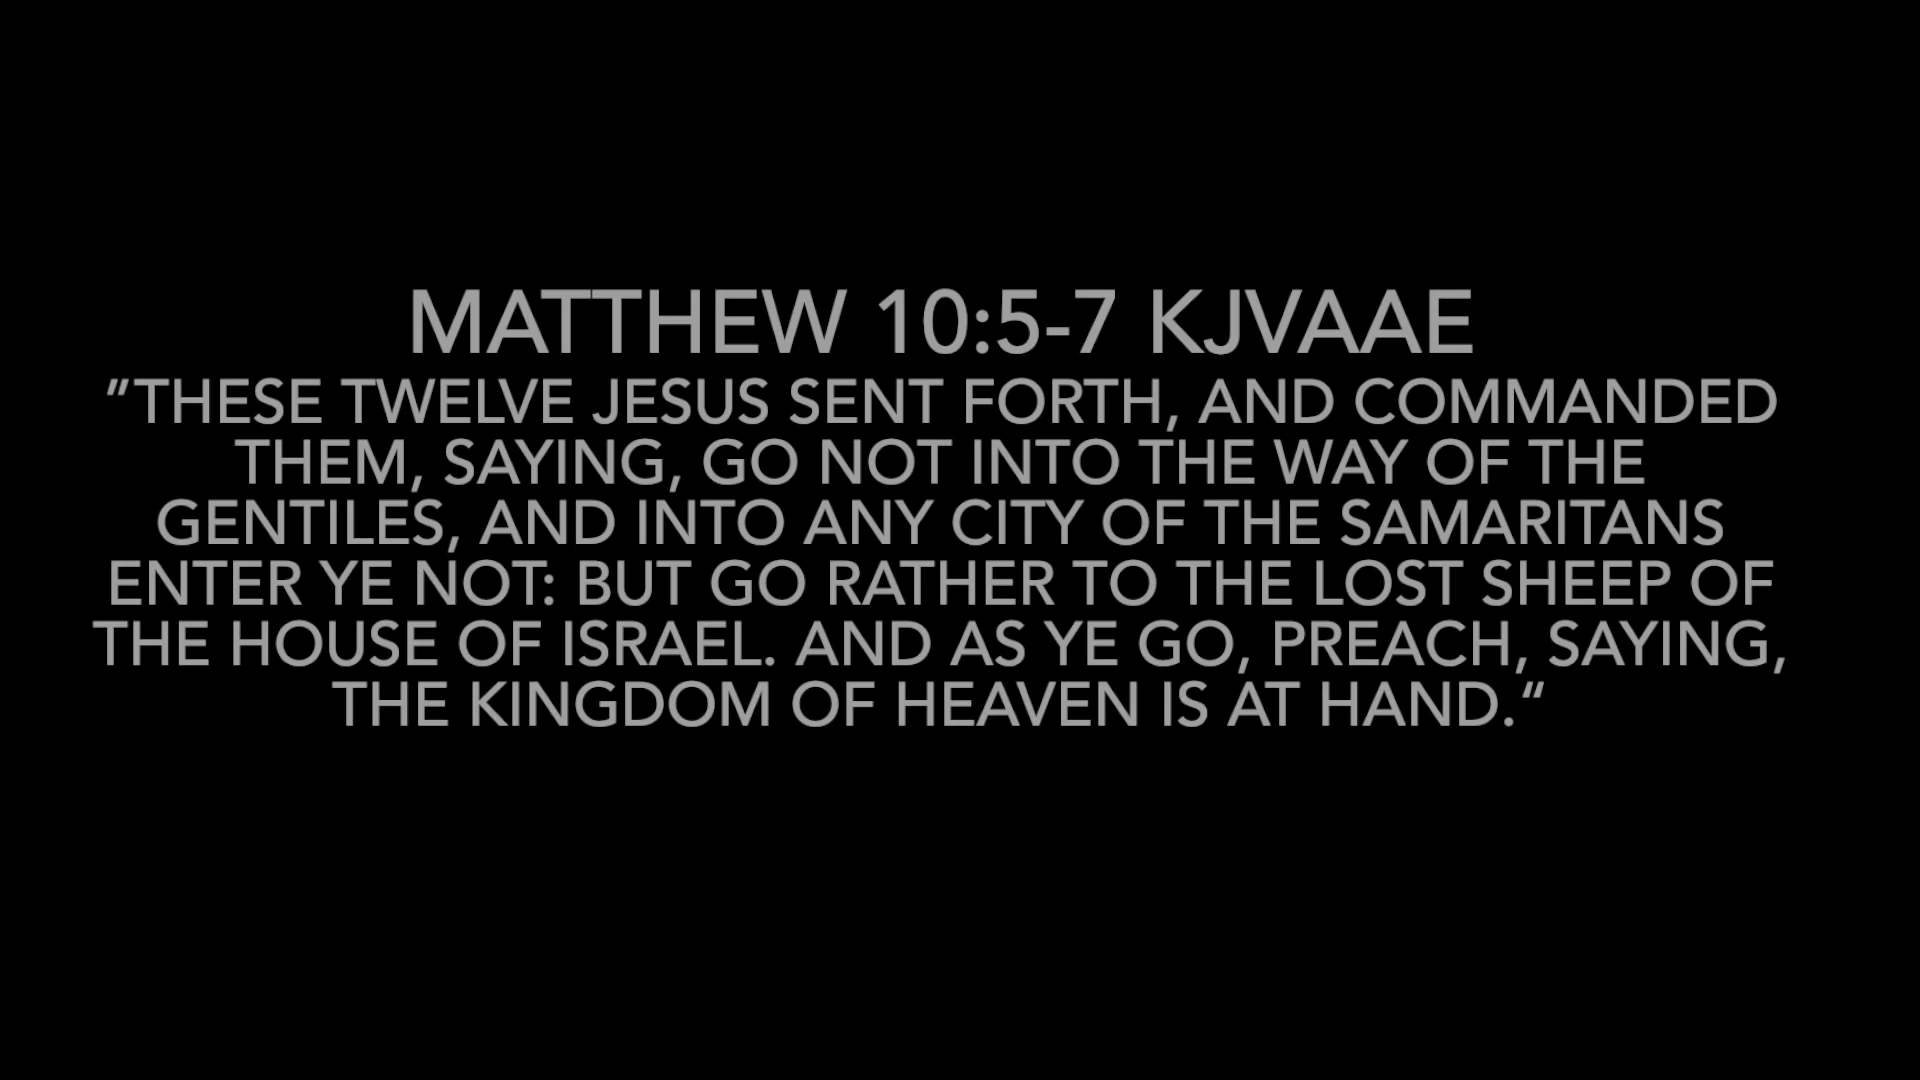 MATTHEW 10:5-7 KJVAAE
"THESE TWELVE JESUS SENT FORTH, AND COMMANDED
THEM, SAYING, GO NOT INTO THE WAY OF THE
GENTILES, AND INTO ANY CITY OF THE SAMARITANS
ENTER YE NOT: BUT GO RATHER TO THE LOST SHEEP OF
THE HOUSE OF ISRAEL. AND AS YE GO, PREACH, SAYING,
THE KINGDOM OF HEAVEN IS AT HAND."